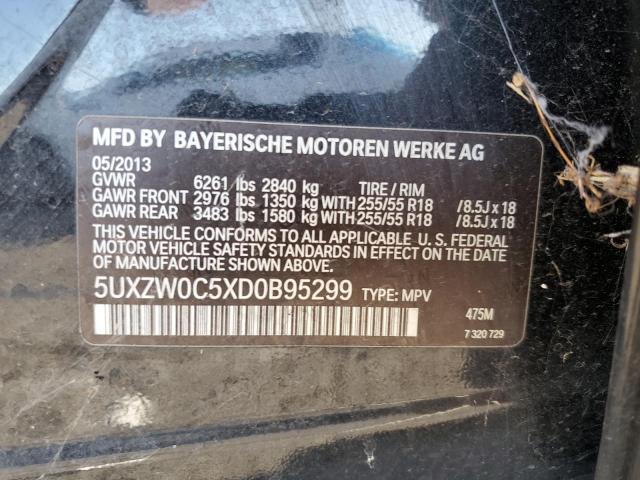 MFD BY BAYERISCHE MOTOREN WERKE AG
05/2013
GVWR 6261 lbs 2840 kg TIRE / RIM
GAWR FRONT 2976 lbs 1350 kg WITH 255/55 R18 /8.5J x 18
GAWR REAR 3483 lbs 1580 kg WITH 255/55 R18 /8.5J x 18
THIS VEHICLE CONFORMS TO ALL APPLICABLE U. S. FEDERAL
MOTOR VEHICLE SAFETY STANDARDS IN EFFECT ON THE
DATE OF MANUFACTURE SHOWN ABOVE.
5UXZW0C5XD0B95299 TYPE: MPV
475M
7 320 729